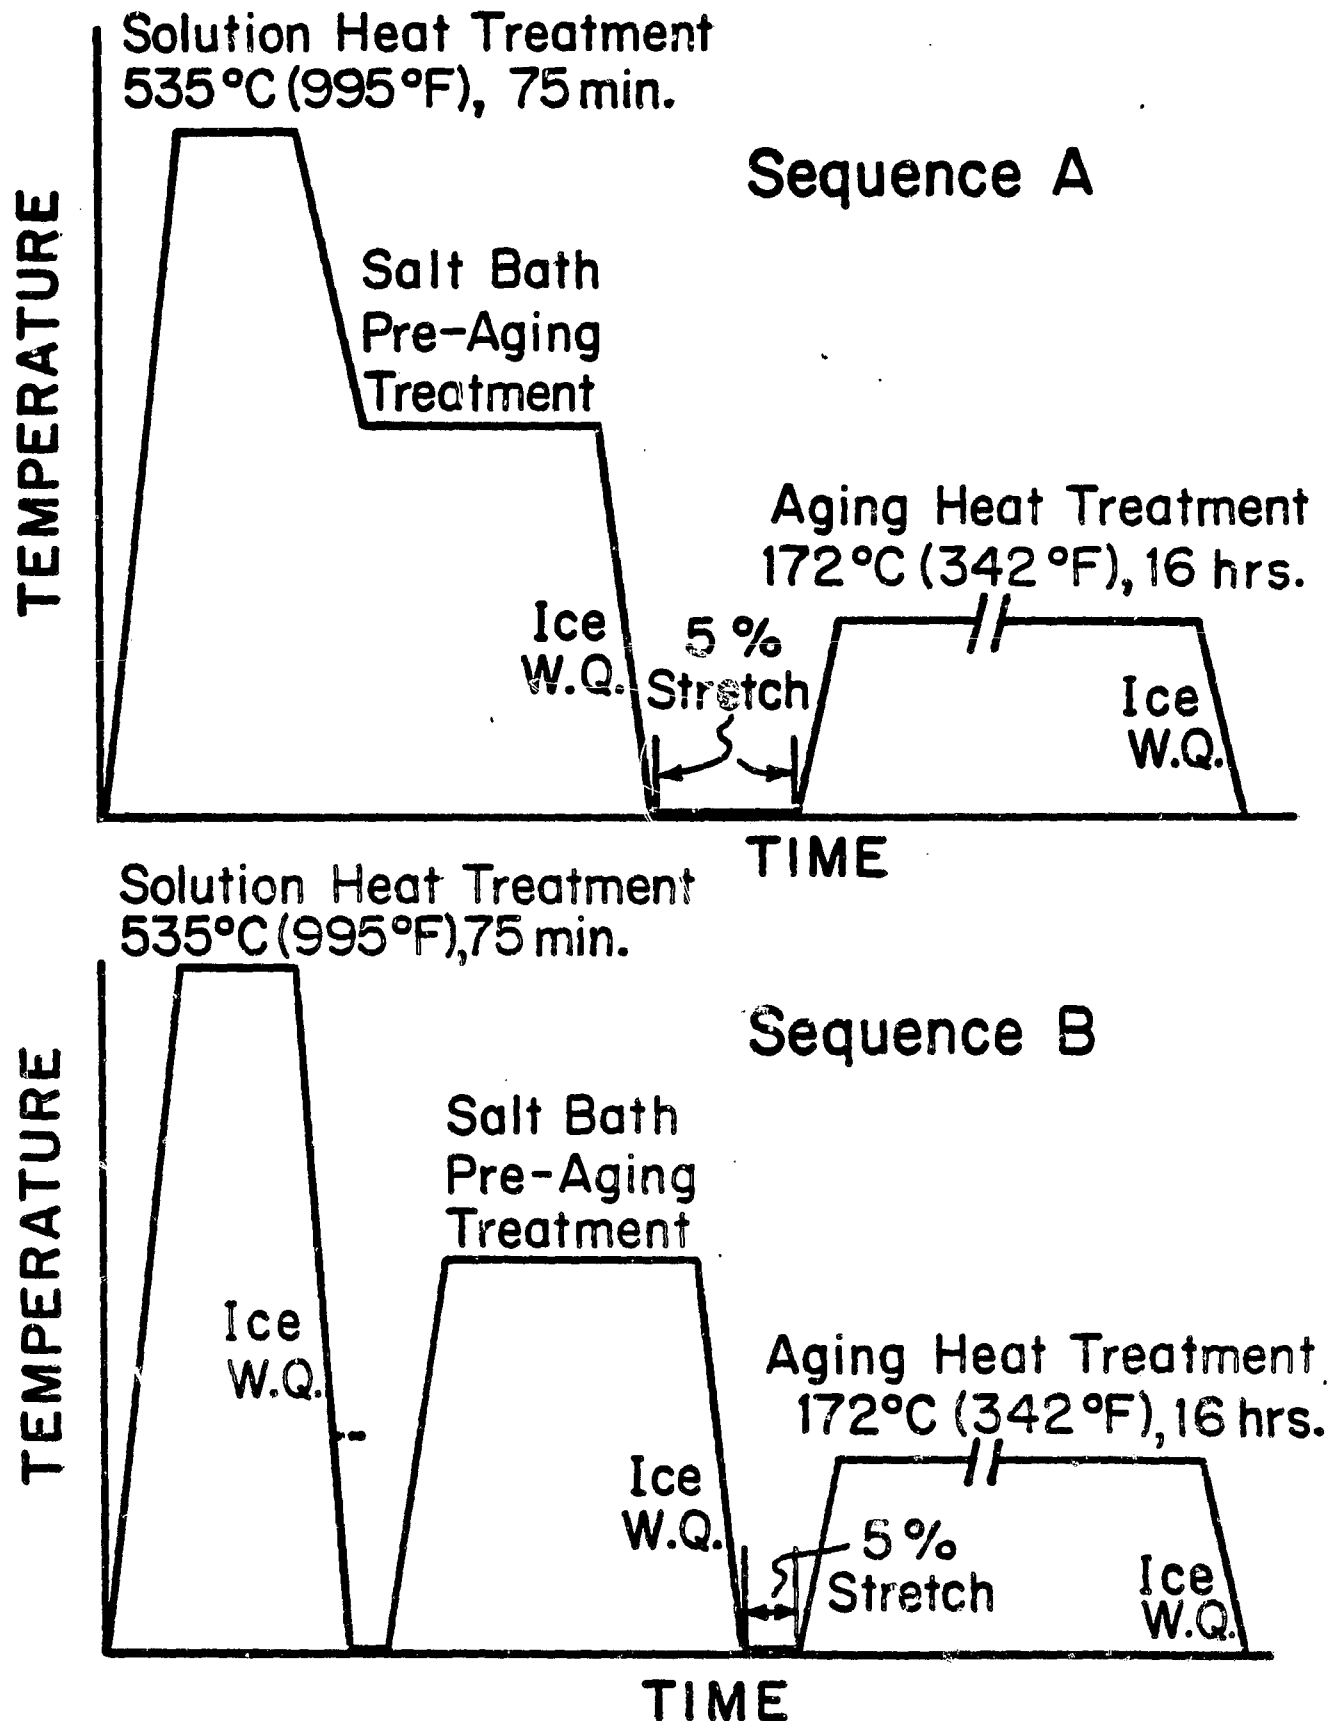 Solution Heat Treatment
535°C (995°F), 75 min.
Sequence A
TEMPERATURE
Salt Bath
Pre-Aging
Treatment
Aging Heat Treatment
172°C (342°F), 16 hrs.
Ice
W.Q.
5 %
Stretch
Ice
W.Q.
TIME
Solution Heat Treatment
535°C (995°F), 75 min.
Sequence B
TEMPERATURE
Salt Bath
Pre-Aging
Treatment
Ice
W.Q.
Aging Heat Treatment
172°C (342°F), 16 hrs.
Ice
W.Q.
5 %
Stretch
Ice
W.Q.
TIME